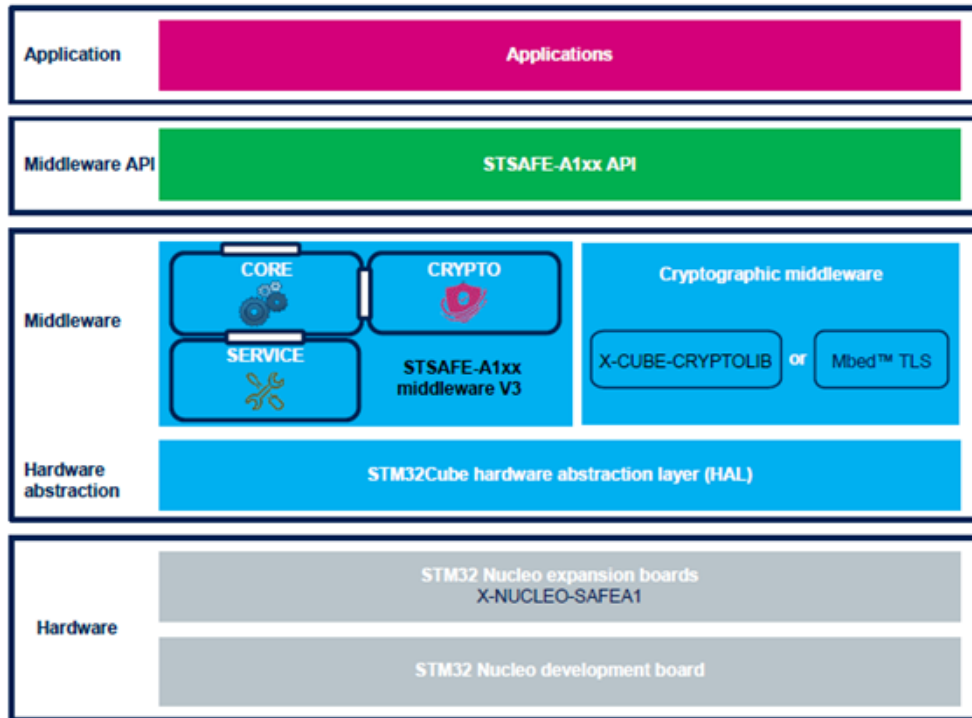 Application
Applications
Middleware API
STSAFE-A1xx API
Middleware
CORE
CRYPTO
SERVICE
STSAFE-A1xx
middleware V3
Cryptographic middleware
X-CUBE-CRYPTOLIB
or
Mbed™ TLS
Hardware
abstraction
STM32Cube hardware abstraction layer (HAL)
Hardware
STM32 Nucleo expansion boards
X-NUCLEO-SAFEA1
STM32 Nucleo development board